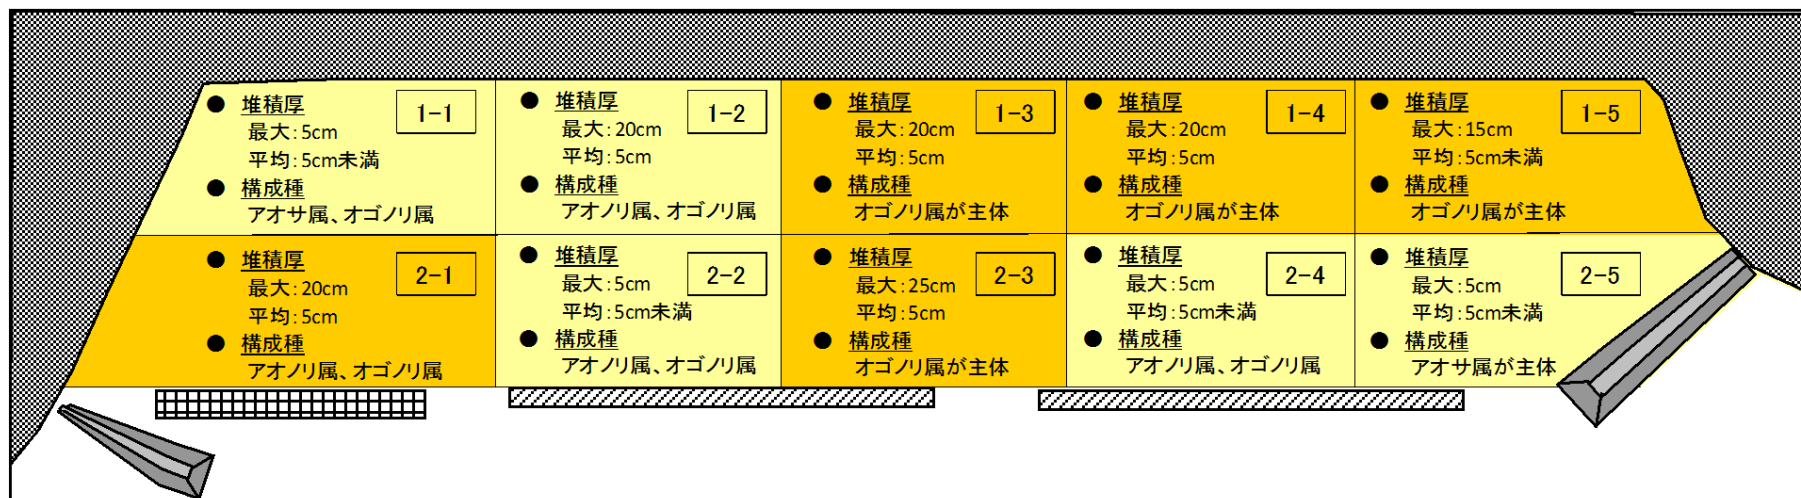 ● 堆積厚
1-1
最大:5cm
平均:5cm未満
● 構成種
アオサ属、オゴノリ属
● 堆積厚
1-2
最大:20cm
平均:5cm
● 構成種
アオノリ属、オゴノリ属
● 堆積厚
1-3
最大:20cm
平均:5cm
● 構成種
オゴノリ属が主体
● 堆積厚
1-4
最大:20cm
平均:5cm
● 構成種
オゴノリ属が主体
● 堆積厚
1-5
最大:15cm
平均:5cm未満
● 構成種
オゴノリ属が主体
● 堆積厚
2-1
最大:20cm
平均:5cm
● 構成種
アオノリ属、オゴノリ属
● 堆積厚
2-2
最大:5cm
平均:5cm未満
● 構成種
アオノリ属、オゴノリ属
● 堆積厚
2-3
最大:25cm
平均:5cm
● 構成種
オゴノリ属が主体
● 堆積厚
2-4
最大:5cm
平均:5cm未満
● 構成種
アオノリ属、オゴノリ属
● 堆積厚
2-5
最大:5cm
平均:5cm未満
● 構成種
アオサ属が主体